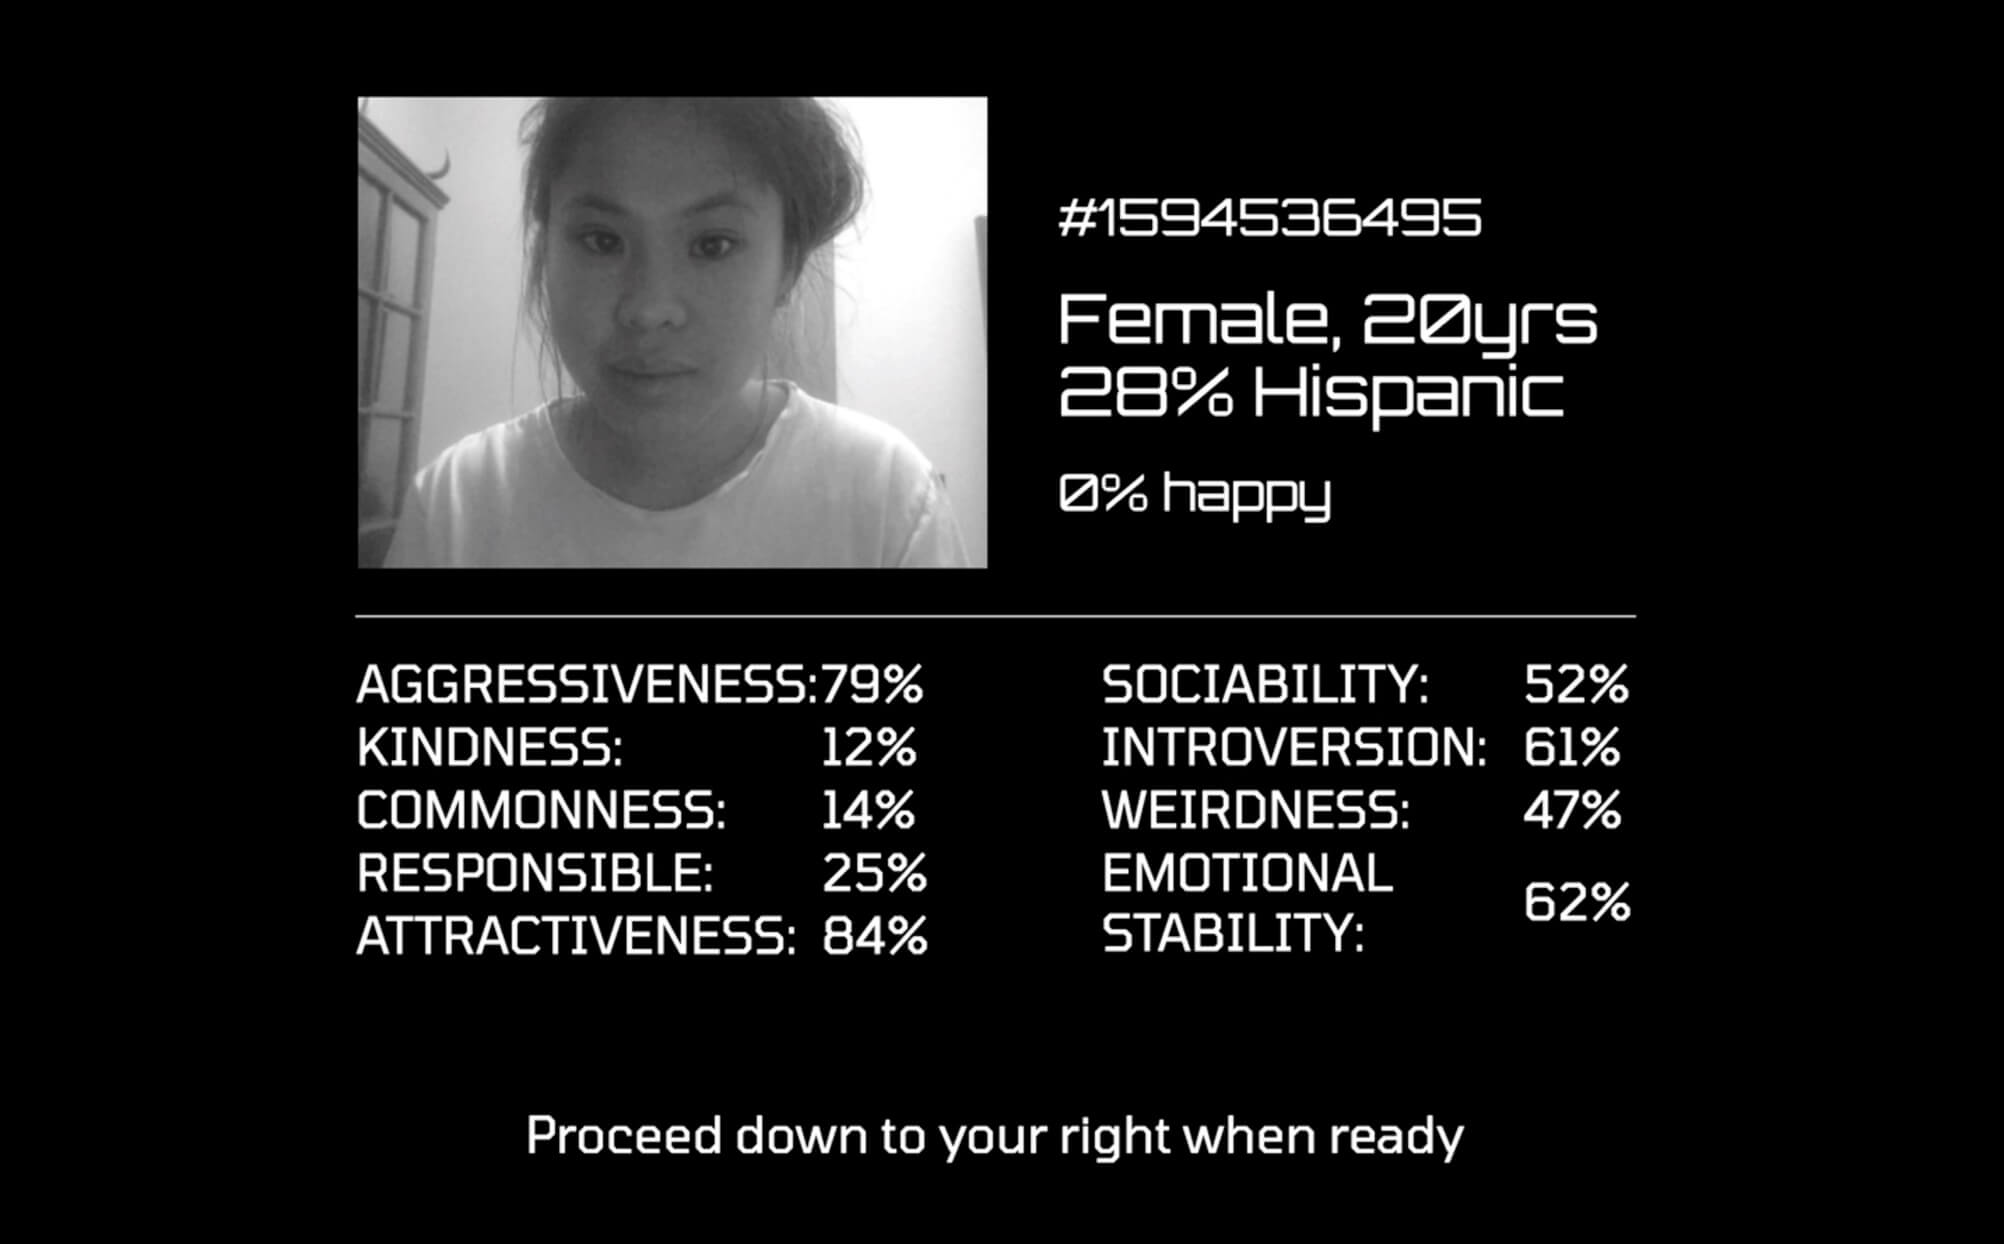 #1594536495
Female, 20yrs
28% Hispanic
0% happy
AGGRESSIVENESS: 79%
KINDNESS: 12%
COMMONNESS: 14%
RESPONSIBLE: 25%
ATTRACTIVENESS: 84%
SOCIABILITY: 52%
INTROVERSION: 61%
WEIRDNESS: 47%
EMOTIONAL
STABILITY: 62%
Proceed down to your right when ready